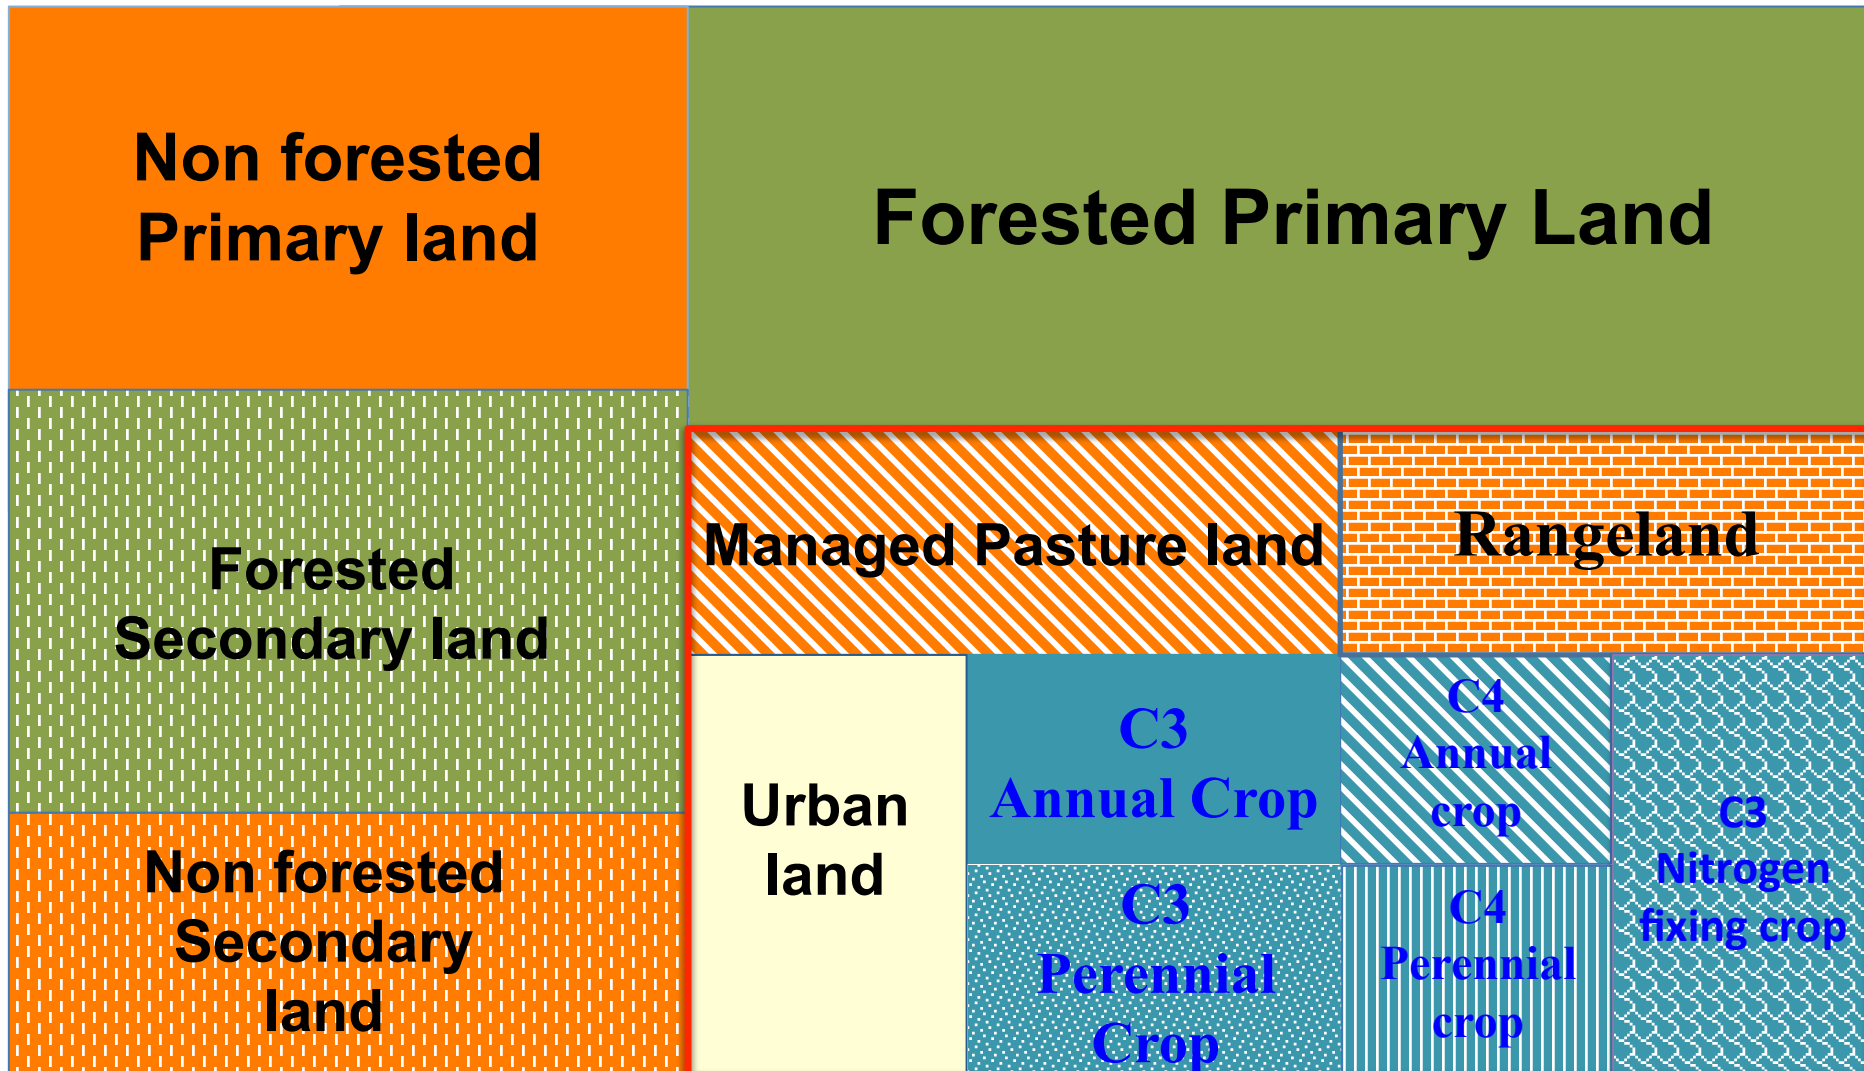 Non forested
Primary land
Forested Primary Land
Forested
Secondary land
Managed Pasture land
Rangeland
Non forested
Secondary
land
Urban
land
C3
Annual Crop
C4
Annual
crop
C3
Nitrogen
fixing crop
C3
Perennial
Crop
C4
Perennial
crop